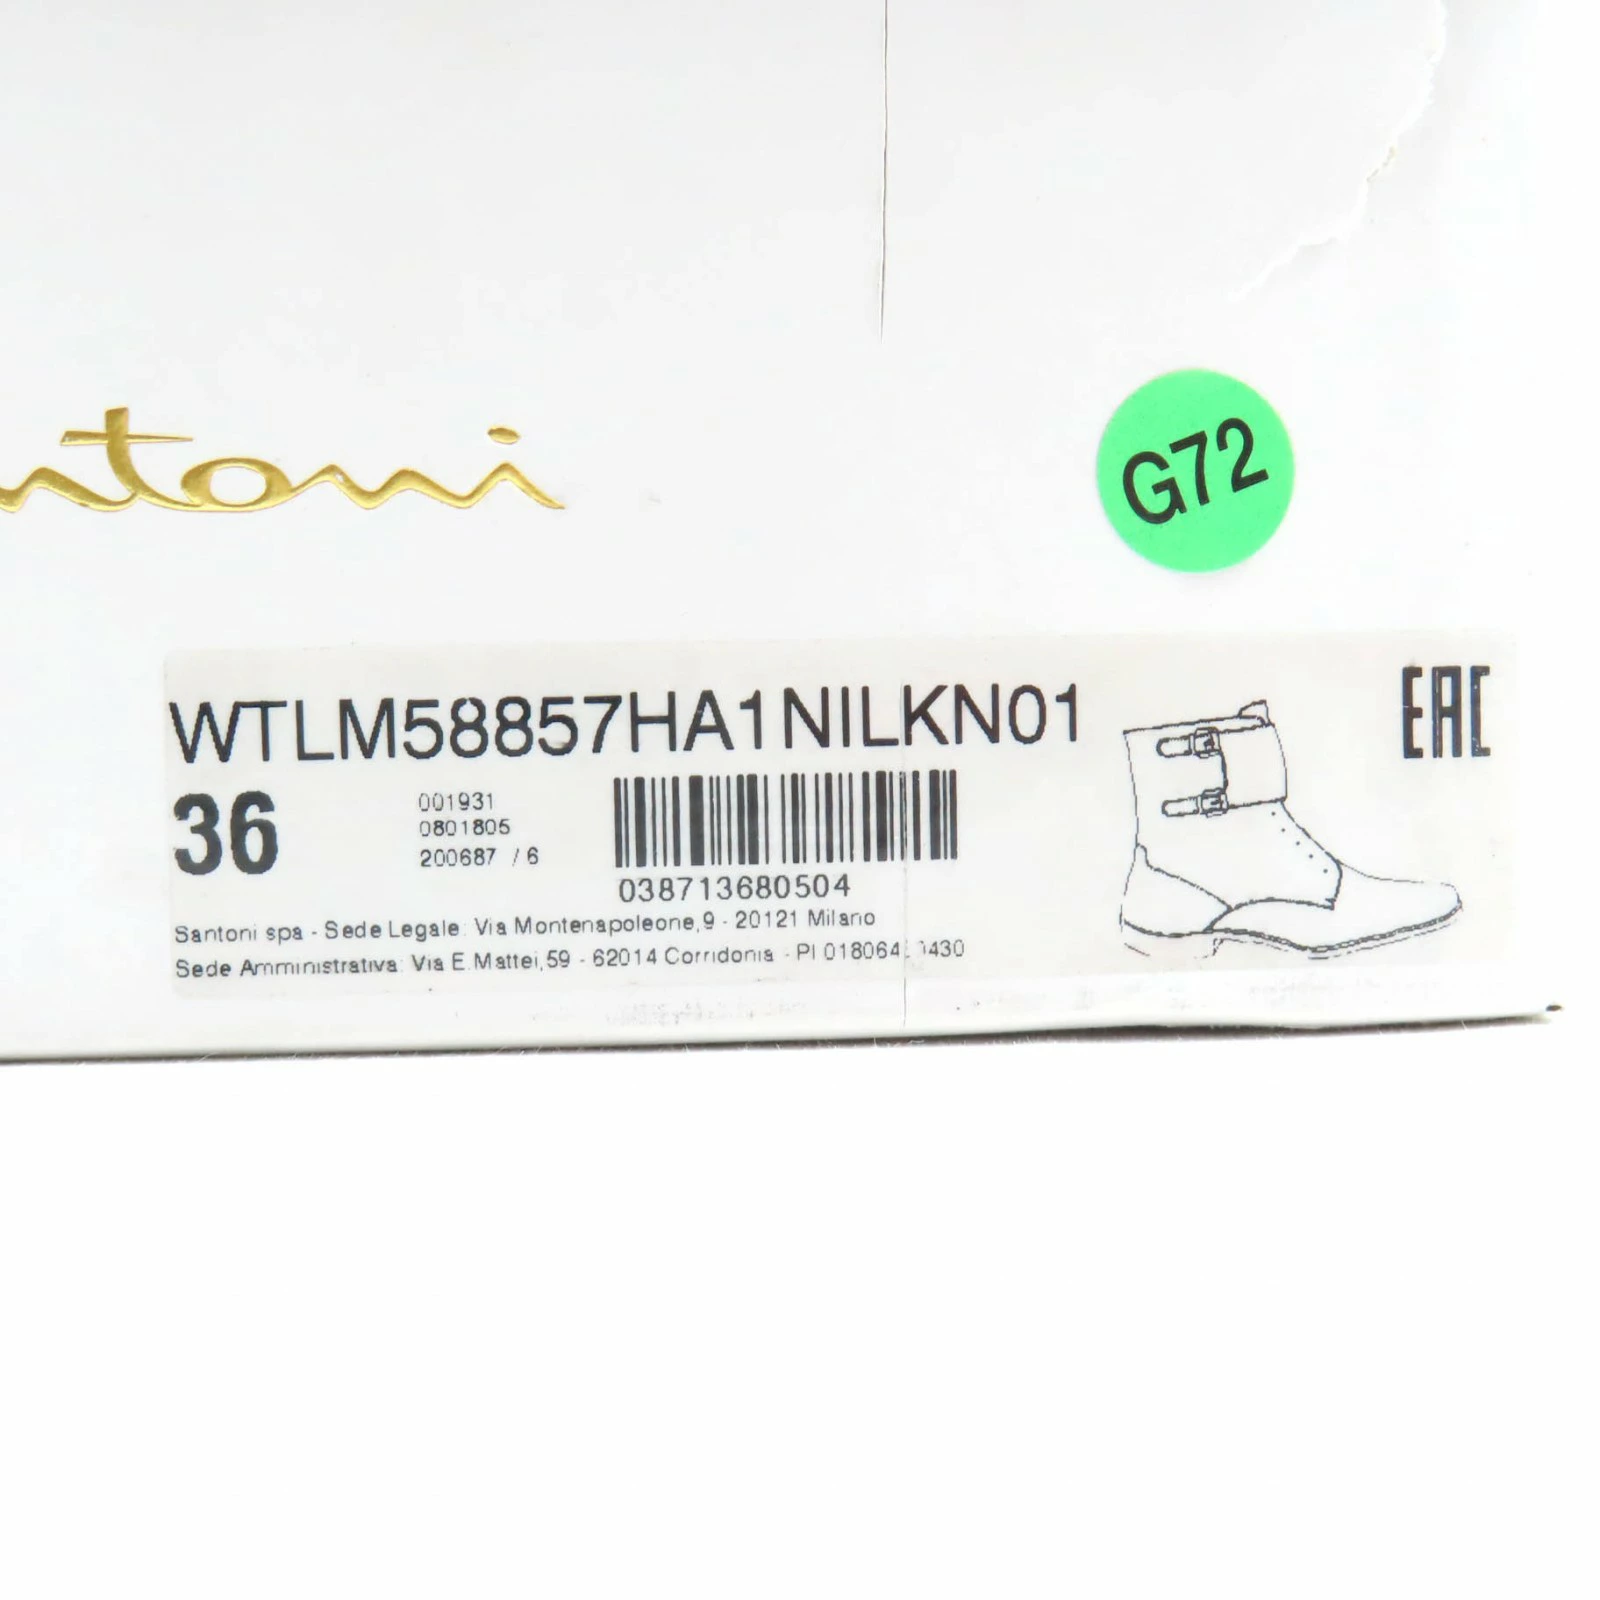 ntoni
G72
WTLM58857HA1NILKN01
EAC
36
001931
0801805
200687 / 6
038713680504
Santoni spa - Sede Legale: Via Montenapoleone,9 - 20121 Milano
Sede Amministrativa: Via E.Mattei,59 - 62014 Corridonia - PI